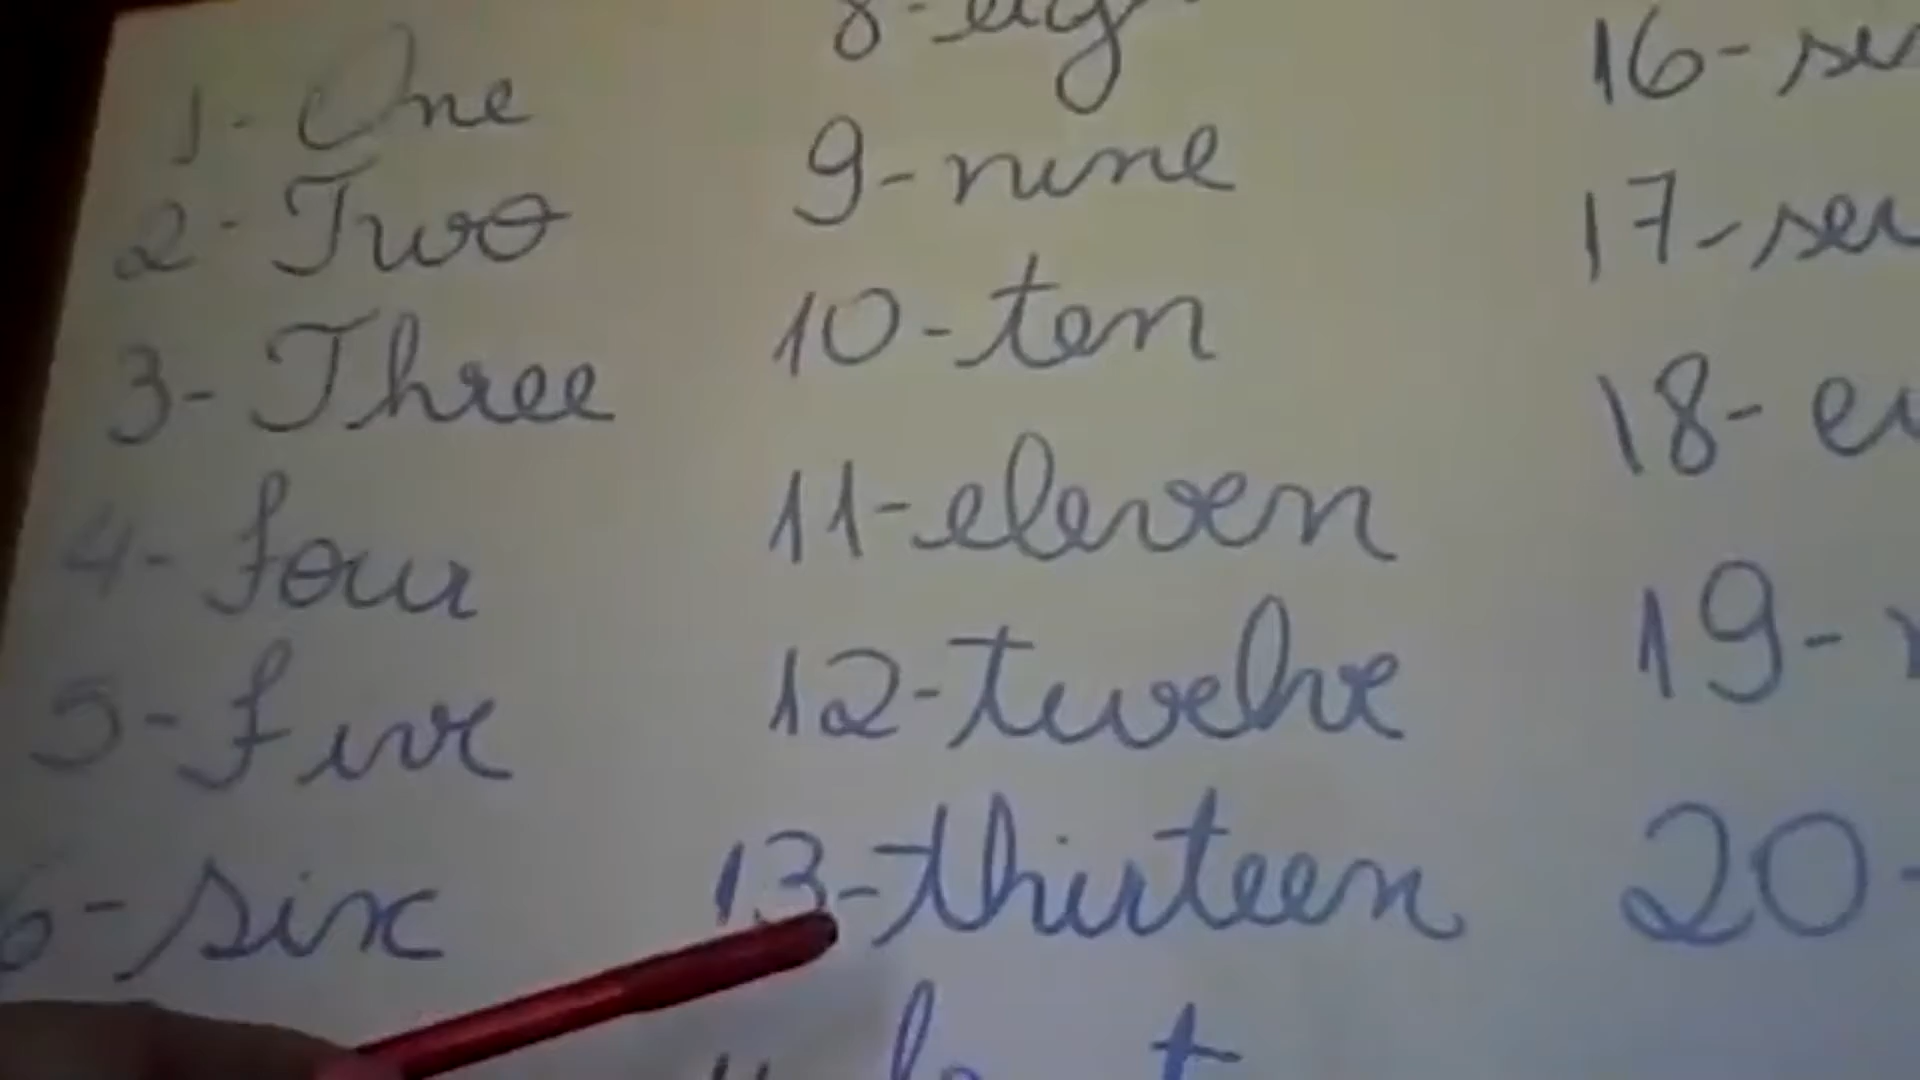 1- One
2- Two
3- Three
4- four
5- five
6- six
8-
9- nine
10- ten
11- eleven
12- twelve
13- thirteen
16-
17-
18-
19-
20-